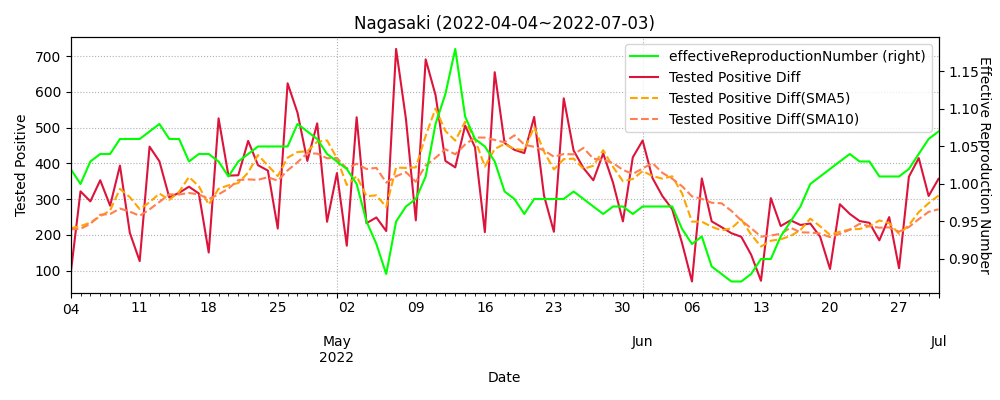 Nagasaki (2022-04-04~2022-07-03)
effectiveReproductionNumber (right)
Tested Positive Diff
Tested Positive Diff(SMA5)
Tested Positive Diff(SMA10)
Tested Positive
700
600
500
400
300
200
100
1.15
1.10
1.05
1.00
0.95
0.90
Effective Reproduction Number
04 11 18 25 02 09 16 23 30 06 13 20 27
May Jun Jul
2022
Date